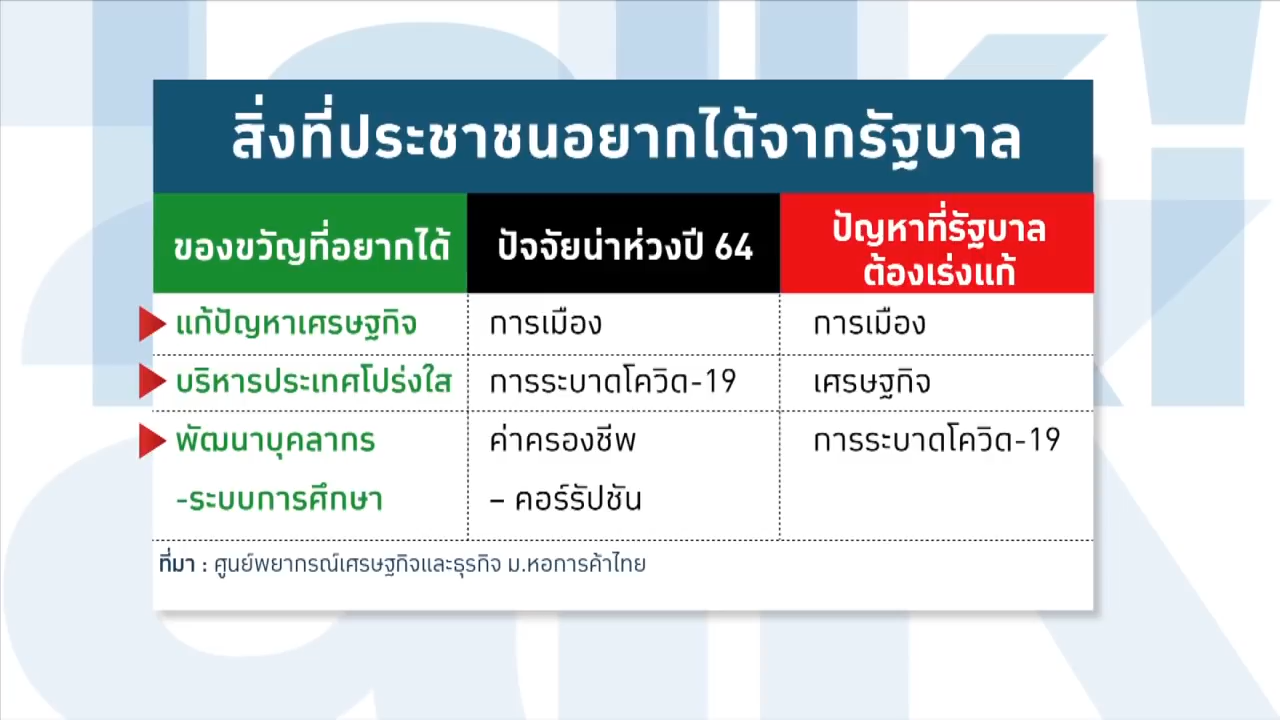 สิ่งที่ประชาชนอยากได้จากรัฐบาล
ของขวัญที่อยากได้
ปัจจัยน่าห่วงปี 64
ปัญหาที่รัฐบาล
ต้องเร่งแก้
แก้ปัญหาเศรษฐกิจ
การเมือง
การเมือง
บริหารประเทศโปร่งใส
การระบาดโควิด-19
เศรษฐกิจ
พัฒนาบุคลากร
ค่าครองชีพ
การระบาดโควิด-19
-ระบบการศึกษา
– คอร์รัปชัน
ที่มา : ศูนย์พยากรณ์เศรษฐกิจและธุรกิจ ม.หอการค้าไทย